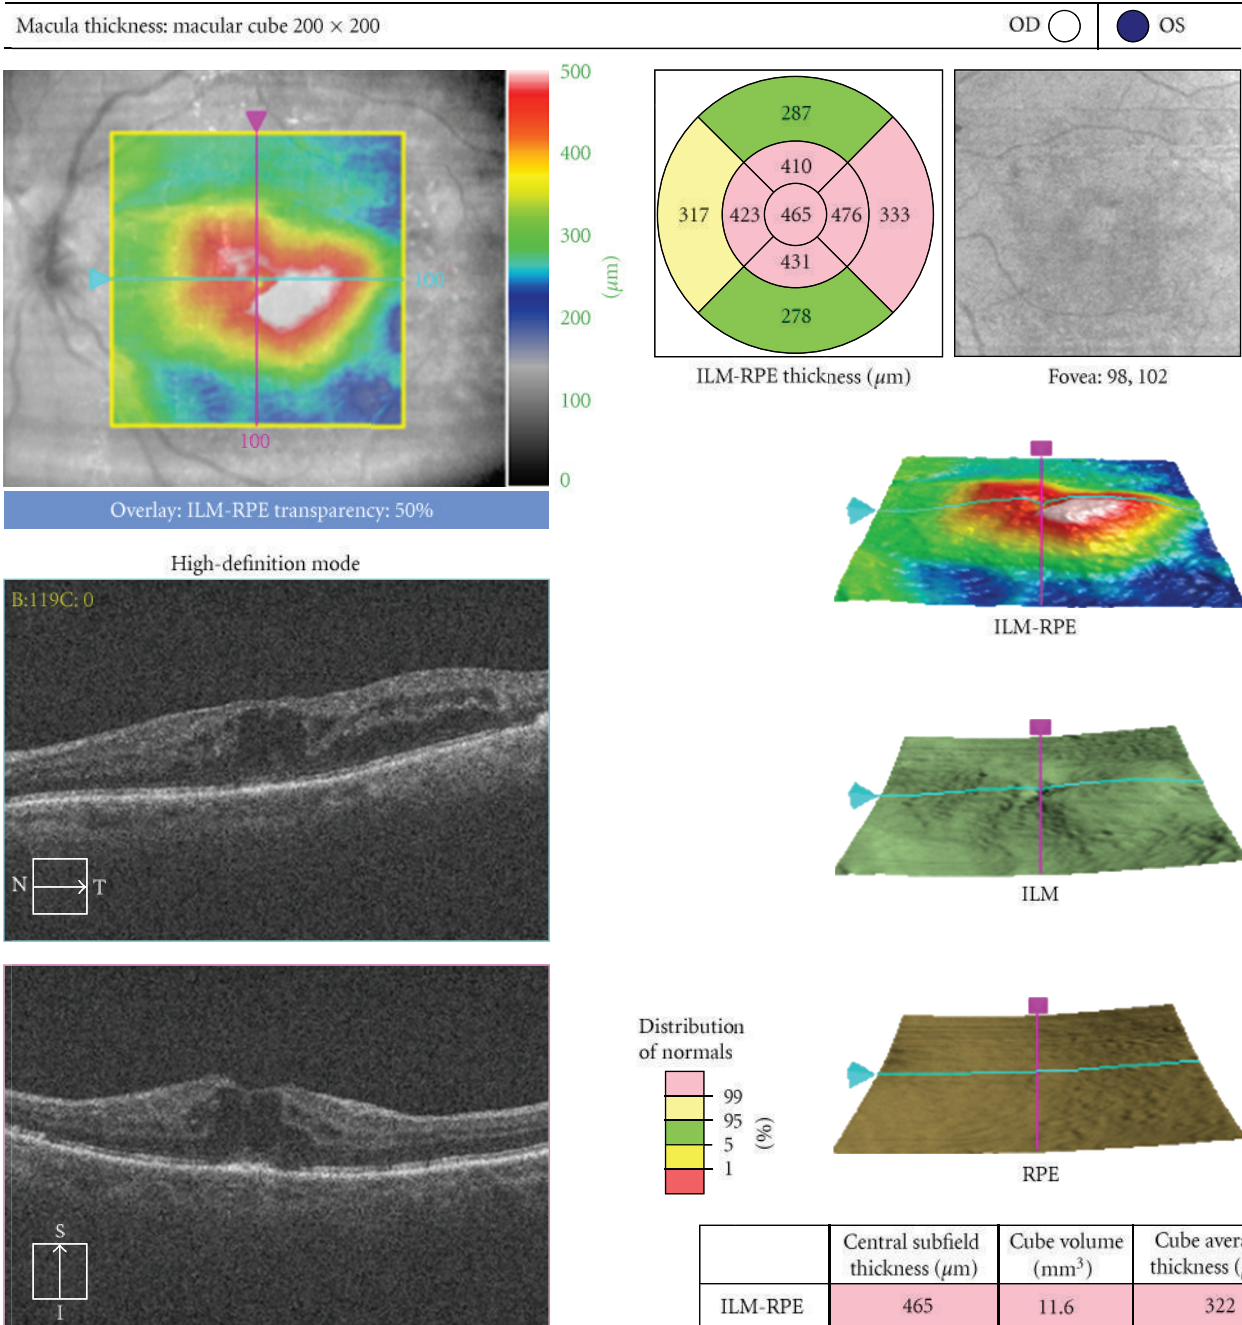 Macula thickness: macular cube 200 × 200
OD
OS
500
400
300
200
100
0
(μm)
100
100
Overlay: ILM-RPE transparency: 50%
287
410
317
423
465
476
333
431
278
ILM-RPE thickness (μm)
Fovea: 98, 102
ILM-RPE
High-definition mode
B:119C: 0
N
T
ILM
S
I
Distribution
of normals
99
95
5
1
(%)
RPE
Central subfield
thickness (μm)
Cube volume
(mm³)
Cube
thickness
ILM-RPE
465
11.6
322